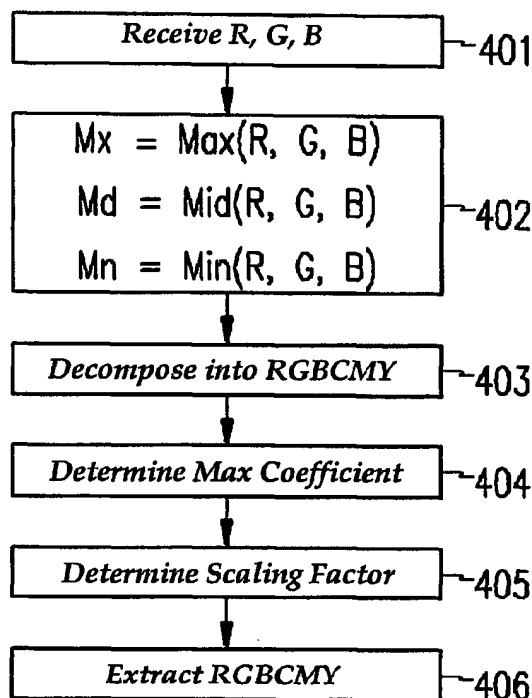 Receive R, G, B 401
Mx = Max(R, G, B)
Md = Mid(R, G, B) 402
Mn = Min(R, G, B)
Decompose into RGBCMY 403
Determine Max Coefficient 404
Determine Scaling Factor 405
Extract RGBCMY 406